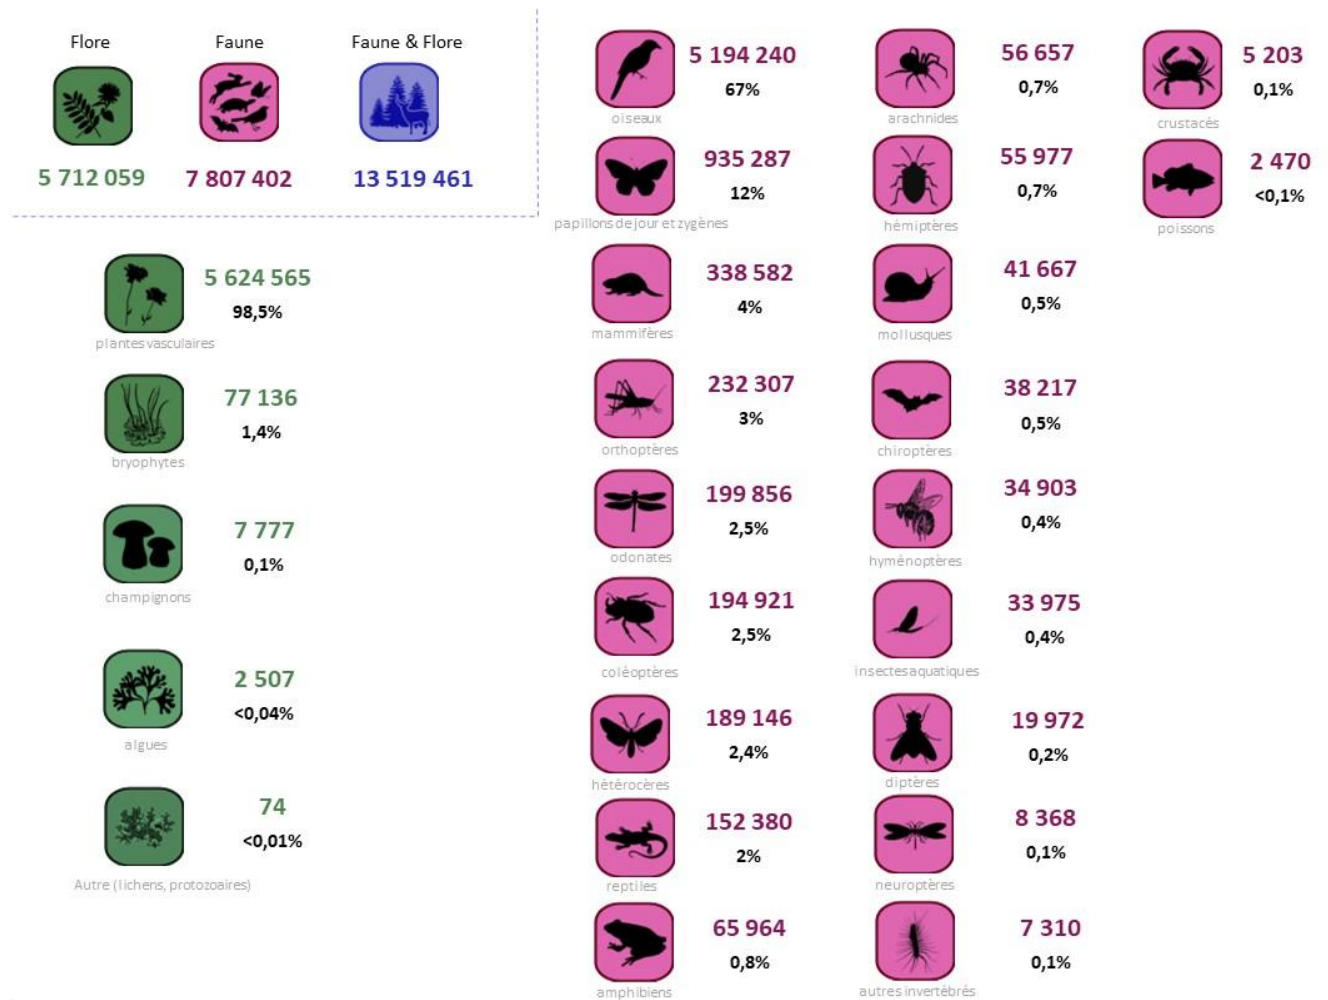 Flore
Faune
Faune & Flore
5 712 059
7 807 402
13 519 461
5 624 565
98,5%
plantes vasculaires
77 136
1,4%
bryophytes
7 777
0,1%
champignons
2 507
<0,04%
algues
74
<0,01%
Autre (lichens, protozoaires)
5 194 240
67%
oiseaux
935 287
12%
papillons de jour et zygènes
338 582
4%
mammifères
232 307
3%
orthoptères
199 856
2,5%
odonates
194 921
2,5%
coléoptères
189 146
2,4%
hétérocères
152 380
2%
reptiles
65 964
0,8%
amphibiens
56 657
0,7%
arachnides
55 977
0,7%
hémiptères
41 667
0,5%
mollusques
38 217
0,5%
chiroptères
34 903
0,4%
hyménoptères
33 975
0,4%
insectes aquatiques
19 972
0,2%
diptères
8 368
0,1%
neuroptères
7 310
0,1%
autres invertébrés
5 203
0,1%
crustacés
2 470
<0,1%
poissons